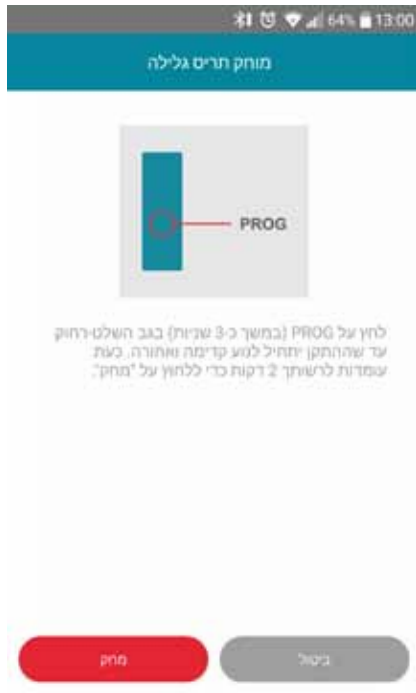 64% 13:00
מוחק תריס גלילה
PROG
לחץ על PROG (במשך כ-3 שניות) בגב השלט-רחוק
עד שההתקן יתחיל לנוע קדימה ואחורה. כעת
עומדות לרשותך 2 דקות כדי ללחוץ על "מחק".
ביטול
מחק